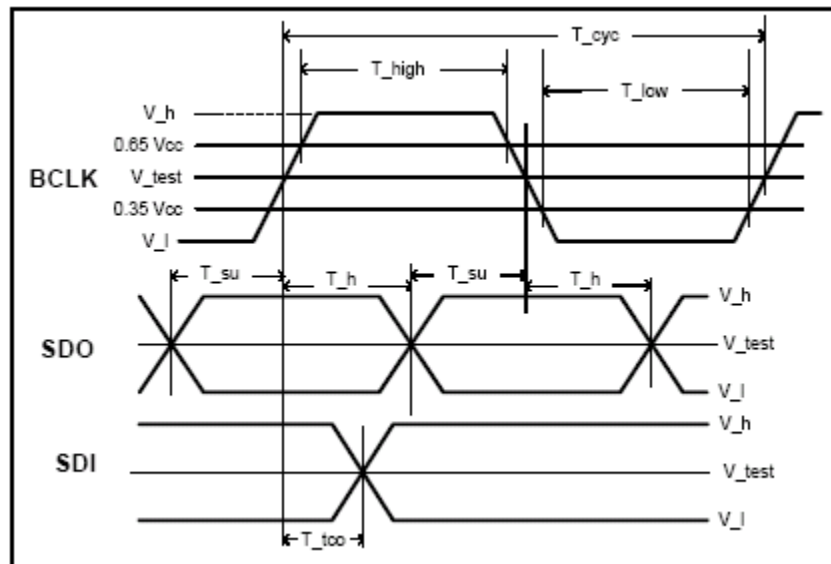 T_cyc
T_high
T_low
V_h
0.65 Vcc
BCLK
V_test
0.35 Vcc
V_l
T_su
T_h
T_su
T_h
V_h
SDO
V_test
V_l
V_h
SDI
V_test
V_l
T_tco